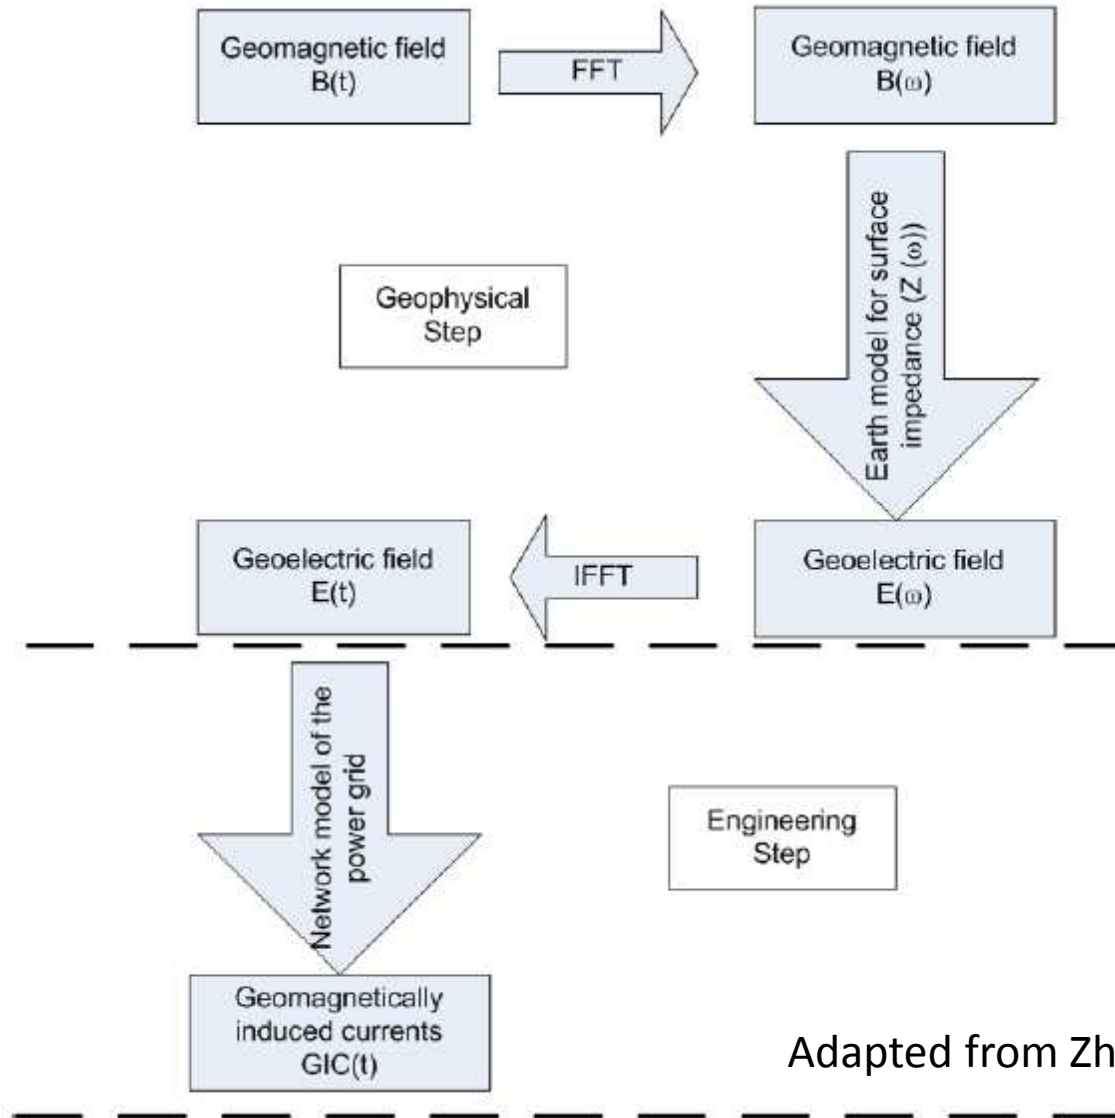 Geomagnetic field
B(t)
FFT
Geomagnetic field
B(ω)
Earth model for surface
impedance (Z (ω))
Geophysical
Step
Geoelectric field
E(t)
IFFT
Geoelectric field
E(ω)
Network model of the
power grid
Engineering
Step
Geomagnetically
induced currents
GIC(t)
Adapted from Zh